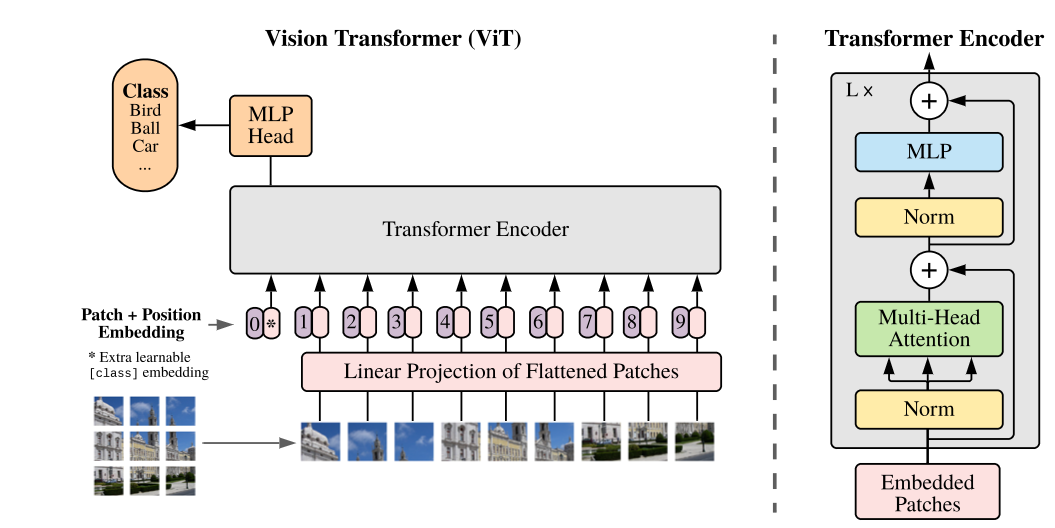 Vision Transformer (ViT)
Class
Bird
Ball
Car
...
MLP
Head
Transformer Encoder
Patch + Position
Embedding
0 * 1 2 3 4 5 6 7 8 9
* Extra learnable
[class] embedding
Linear Projection of Flattened Patches
Transformer Encoder
L ×
+
MLP
Norm
+
Multi-Head
Attention
Norm
Embedded
Patches